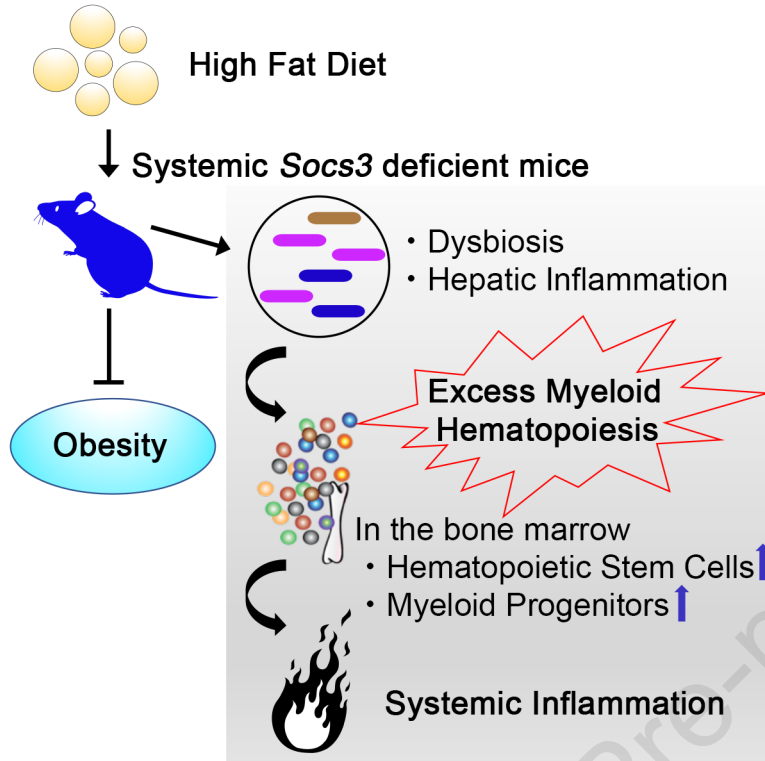 High Fat Diet
Systemic Socs3 deficient mice
・Dysbiosis
・Hepatic Inflammation
Excess Myeloid
Hematopoiesis
Obesity
In the bone marrow
・Hematopoietic Stem Cells
・Myeloid Progenitors
Systemic Inflammation